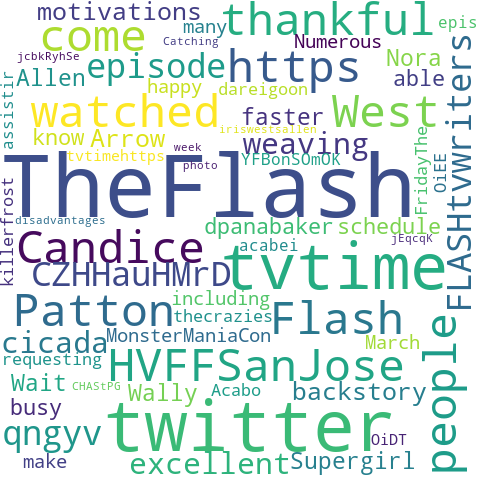 motivations
many
thankful
epis
come
Catching
Numerous
jcbkRyhSe
episode
https
Nora
FLASHtvwriters
assistir
Allen
happy
dareigoon
able
watched
faster
West
know
Arrow
iriswestsallen
weaving
tvtimehttps
week
photo
YFBonSOmOK
FridayThe
OiEE
TheFlash
killerfrost
disadvantages
dpanabaker
schedule
Candice
acabei
tvtime
jEqcqK
CZHHauHMrD
Patton
including
thecrazies
Flash
people
cicada
MonsterManiaCon
March
requesting
HVFFSanJose
Wait
CHAStPG
Wally
Acabo
backstory
busy
twitter
qngyv
OiDT
make
excellent
Supergirl